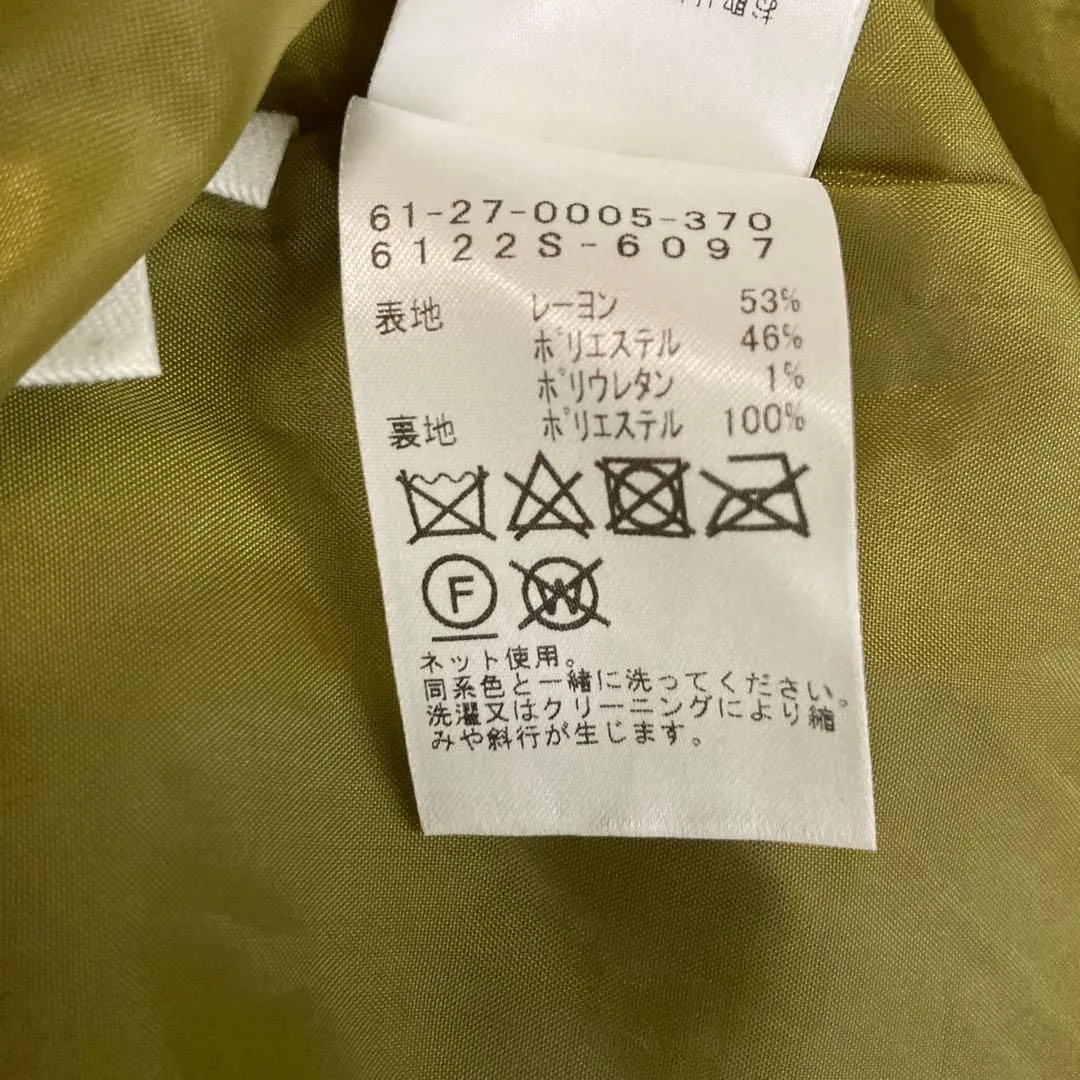 61-27-0005-370
6122S-6097
表地 レーヨン 53%
ポリエステル 46%
ポリウレタン 1%
裏地 ポリエステル 100%
F
W
ネット使用。
同系色と一緒に洗ってください。
洗濯又はクリーニングにより縮
みや斜行が生じます。